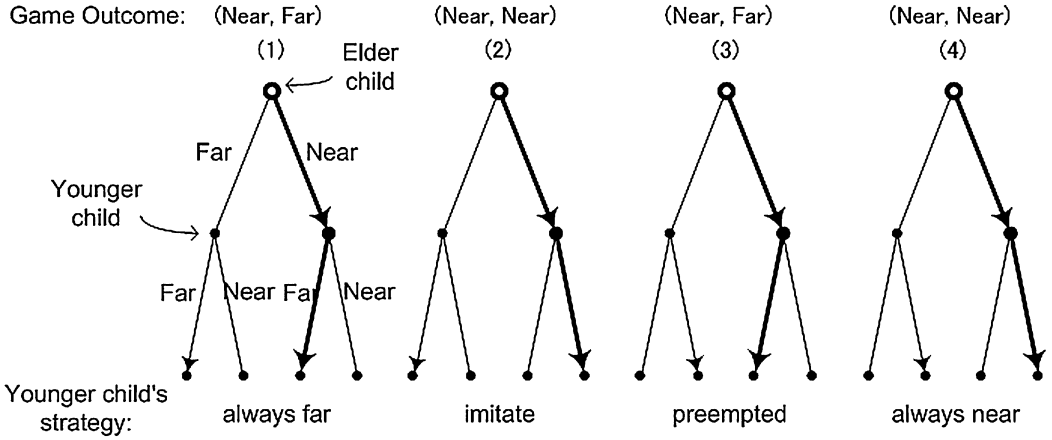 Game Outcome: (Near, Far) (Near, Near) (Near, Far) (Near, Near)
(1) (2) (3) (4)
Elder
child
Far Near
Younger
child
Far Near Far Near
Younger child's
strategy:
always far imitate preempted always near